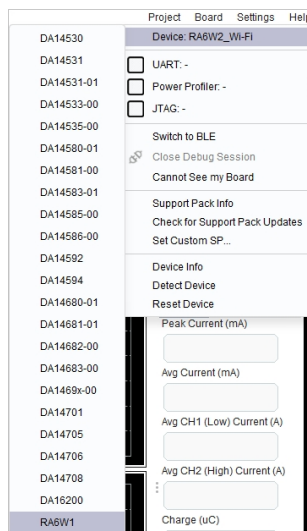 Project Board Settings Help
Device: RA6W2_Wi-Fi
UART: -
Power Profiler: -
JTAG: -
Switch to BLE
Close Debug Session
Cannot See my Board
Support Pack Info
Check for Support Pack Updates
Set Custom SP...
Device Info
Detect Device
Reset Device
DA14530
DA14531
DA14531-01
DA14533-00
DA14535-00
DA14580-01
DA14581-00
DA14583-01
DA14585-00
DA14586-00
DA14592
DA14594
DA14680-01
DA14681-01
DA14682-00
DA14683-00
DA1469x-00
DA14701
DA14705
DA14706
DA14708
DA16200
RA6W1
Peak Current (mA)
Avg Current (mA)
Avg CH1 (Low) Current (A)
Avg CH2 (High) Current (A)
Charge (uC)